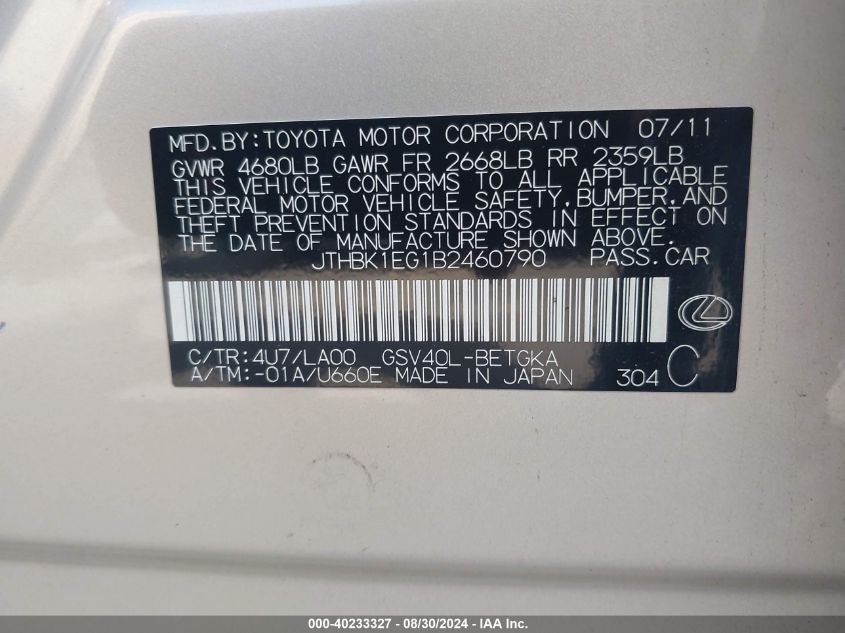 MFD.BY:TOYOTA MOTOR CORPORATION 07/11
GVWR 4680LB GAWR FR 2668LB RR 2359LB
THIS VEHICLE CONFORMS TO ALL APPLICABLE
FEDERAL MOTOR VEHICLE SAFETY,BUMPER,AND
THEFT PREVENTION STANDARDS IN EFFECT ON
THE DATE OF MANUFACTURE SHOWN ABOVE.
JTHBK1EG1B2460790 PASS.CAR
C/TR:4U7/LA00 GSV40L-BETGKA
A/TM:-01A/U660E MADE IN JAPAN 304 C
000-40233327 - 08/30/2024 - IAA Inc.